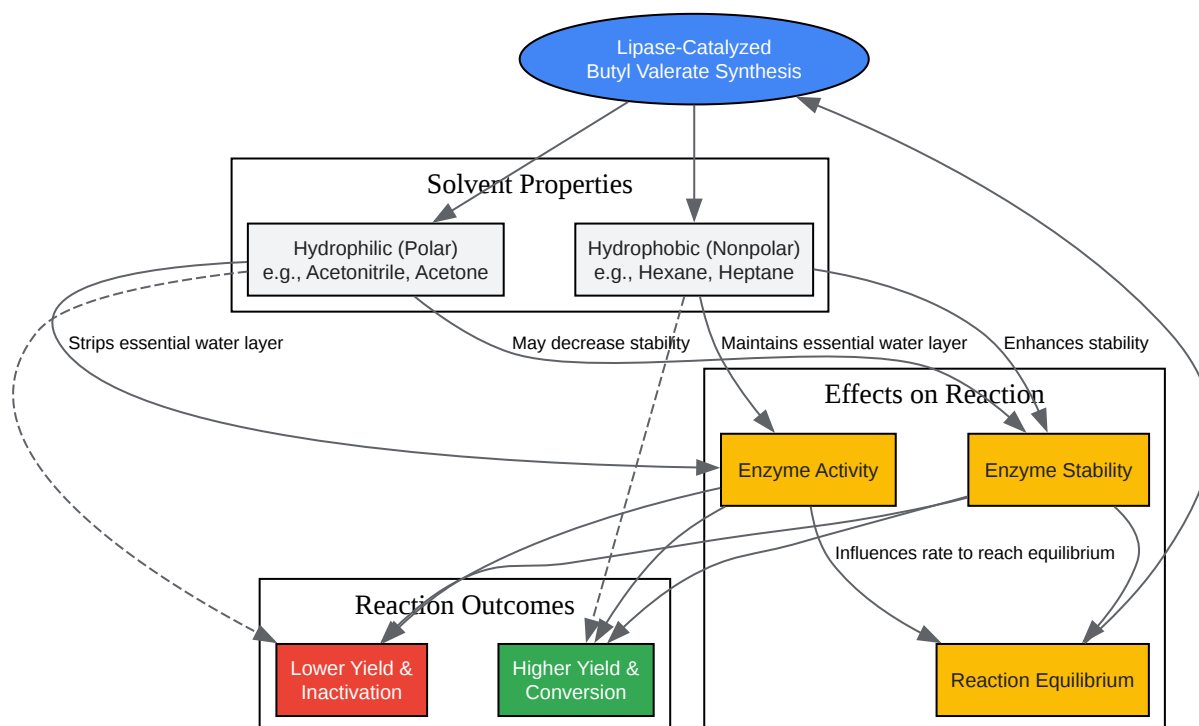 Lipase-Catalyzed
Butyl Valerate Synthesis
Solvent Properties
Hydrophilic (Polar)
e.g., Acetonitrile, Acetone
Hydrophobic (Nonpolar)
e.g., Hexane, Heptane
Strips essential water layer
May decrease stability
Maintains essential water layer
Enhances stability
Effects on Reaction
Enzyme Activity
Enzyme Stability
Influences rate to reach equilibrium
Reaction Outcomes
Lower Yield &
Inactivation
Higher Yield &
Conversion
Reaction Equilibrium